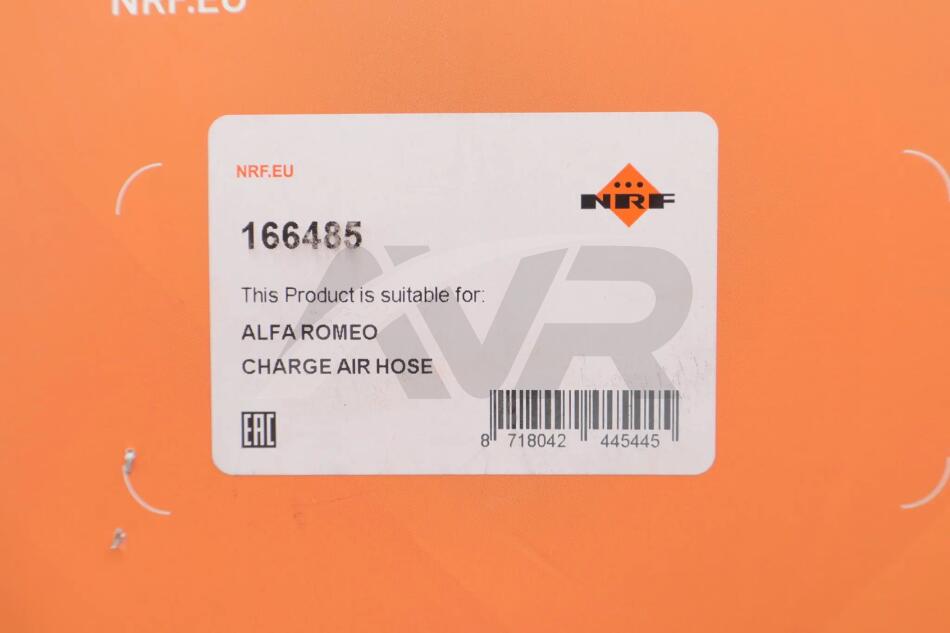 NRF.EU
NRF.EU
NRF
166485
This Product is suitable for:
ALFA ROMEO
CHARGE AIR HOSE
AVR
EAC
8 718042 445445